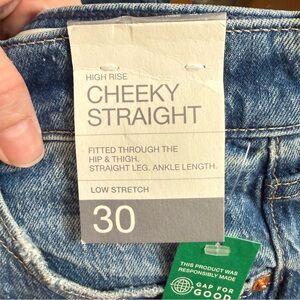 HIGH RISE
CHEEKY
STRAIGHT
FITTED THROUGH THE
HIP & THIGH.
STRAIGHT LEG. ANKLE LENGTH.
LOW STRETCH
30
THIS PRODUCT WAS
RESPONSIBLY MADE
GAP FOR
GOOD